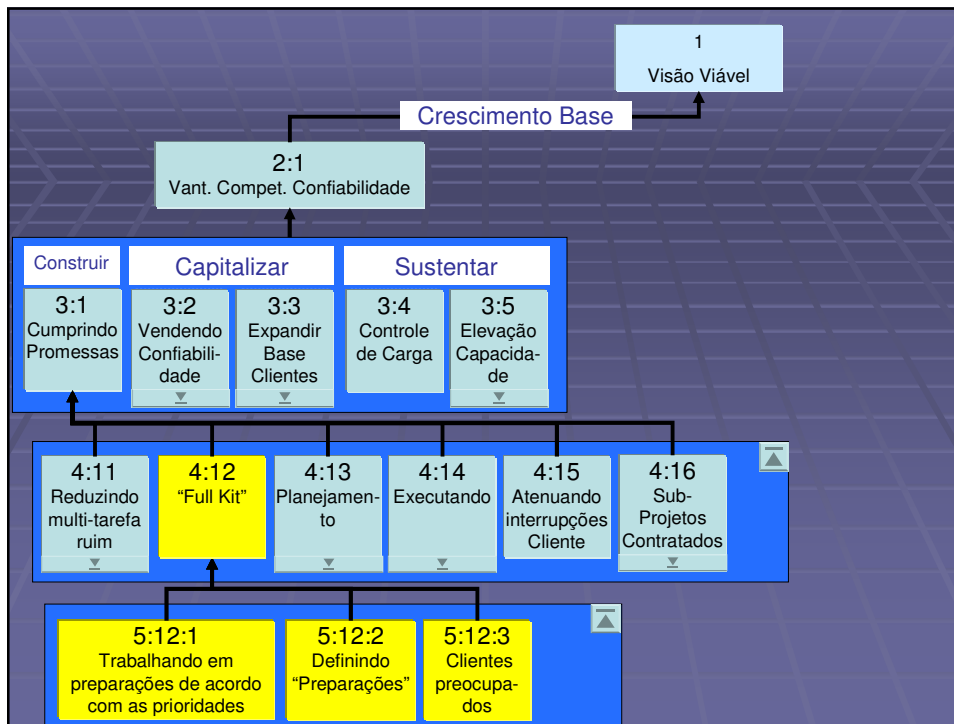 1
Visão Viável
Crescimento Base
2:1
Vant. Compet. Confiabilidade
Construir
Capitalizar
Sustentar
3:1
Cumprindo
Promessas
3:2
Vendendo
Confiabili-
dade
3:3
Expandir
Base
Clientes
3:4
Controle
de Carga
3:5
Elevação
Capacida-
de
4:11
Reduzindo
multi-tarefa
ruim
4:12
“Full Kit”
4:13
Planejamen-
to
4:14
Executando
4:15
Atenuando
interrupções
Cliente
4:16
Sub-
Projetos
Contratados
5:12:1
Trabalhando em
preparações de acordo
com as prioridades
5:12:2
Definindo
“Preparações”
5:12:3
Clientes
preocupa-
dos